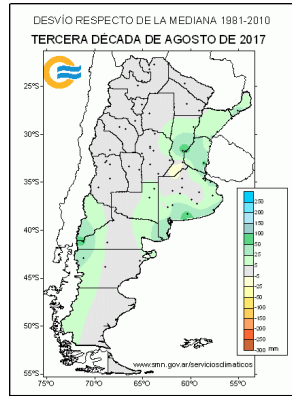 DESVÍO RESPECTO DE LA MEDIANA 1981-2010
TERCERA DÉCADA DE AGOSTO DE 2017
25°S
30°S
35°S
40°S
45°S
50°S
55°S
75°O
70°O
65°O
60°O
55°O
250
200
150
100
50
25
5
-5
-25
-50
-100
-150
-200
-250
-300 mm
www.smn.gov.ar/serviciosclimaticos